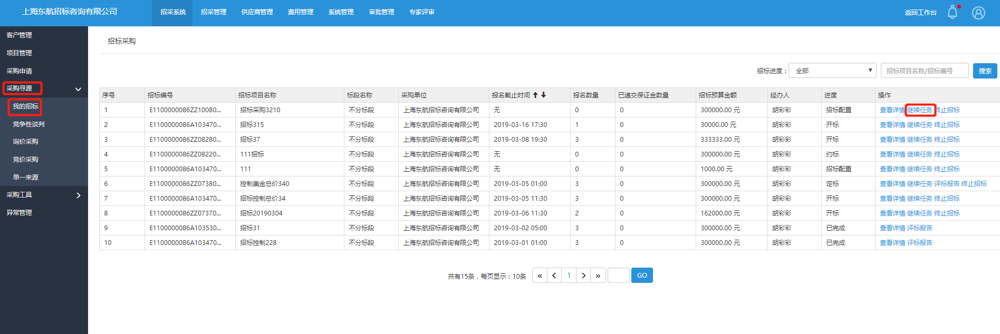 上海东航招标咨询有限公司 招采系统 招采管理 供应商管理 费用管理 系统管理 审批管理 专家评审 返回工作台
客户管理
项目管理
采购申请
采购寻源
我的招标
竞争性谈判
询价采购
竞价采购
单一来源
采购工具
异常管理
招标采购
招标进度： 全部 招标项目名称/招标编号 搜索
序号 招标编号 招标项目名称 标段名称 采购单位 报名截止时间 报名数量 已递交保证金数量 招标预算金额 经办人 进度 操作
1 E1100000086ZZ10080... 招标采购3210 不分标段 上海东航招标咨询有限公司 无 0 0 300000.00 元 胡彩彩 招标配置 查看详情 继续任务 终止招标
2 E1100000086A103470... 招标315 不分标段 上海东航招标咨询有限公司 2019-03-16 17:30 1 0 30000.00 元 胡彩彩 开标 查看详情 继续任务 终止招标
3 E1100000086ZZ08280... 招标37 不分标段 上海东航招标咨询有限公司 2019-03-08 19:30 3 0 333333.00 元 胡彩彩 开标 查看详情 继续任务 终止招标
4 E1100000086ZZ08220... 111招标 不分标段 上海东航招标咨询有限公司 无 0 0 300000.00 元 胡彩彩 约标 查看详情 继续任务 终止招标
5 E1100000086A103470... 111 不分标段 上海东航招标咨询有限公司 无 0 0 1000.00 元 胡彩彩 招标配置 查看详情 继续任务 终止招标
6 E1100000086ZZ07380... 控制美金总价340 不分标段 上海东航招标咨询有限公司 2019-03-05 01:00 3 0 300000.00 元 胡彩彩 定标 查看详情 继续任务 评标报告 终止招标
7 E1100000086A103470... 招标控制总价34 不分标段 上海东航招标咨询有限公司 2019-03-05 11:30 3 0 300000.00 元 胡彩彩 开标 查看详情 继续任务 终止招标
8 E1100000086ZZ07370... 招标20190304 不分标段 上海东航招标咨询有限公司 2019-03-06 11:30 2 0 162000.00 元 胡彩彩 开标 查看详情 继续任务 终止招标
9 E1100000086A103530... 招标31 不分标段 上海东航招标咨询有限公司 2019-03-02 05:00 3 0 300000.00 元 胡彩彩 已完成 查看详情 评标报告
10 E1100000086A103470... 招标控制228 不分标段 上海东航招标咨询有限公司 2019-03-01 01:00 3 0 300000.00 元 胡彩彩 已完成 查看详情 评标报告
共有15条，每页显示：10条 « 1 » GO